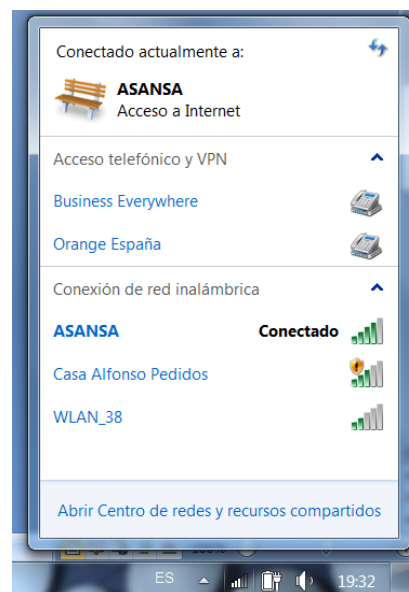 Conectado actualmente a:
ASANSA
Acceso a Internet
Acceso telefónico y VPN
Business Everywhere
Orange España
Conexión de red inalámbrica
ASANSA Conectado
Casa Alfonso Pedidos
WLAN_38
Abrir Centro de redes y recursos compartidos
ES 19:32